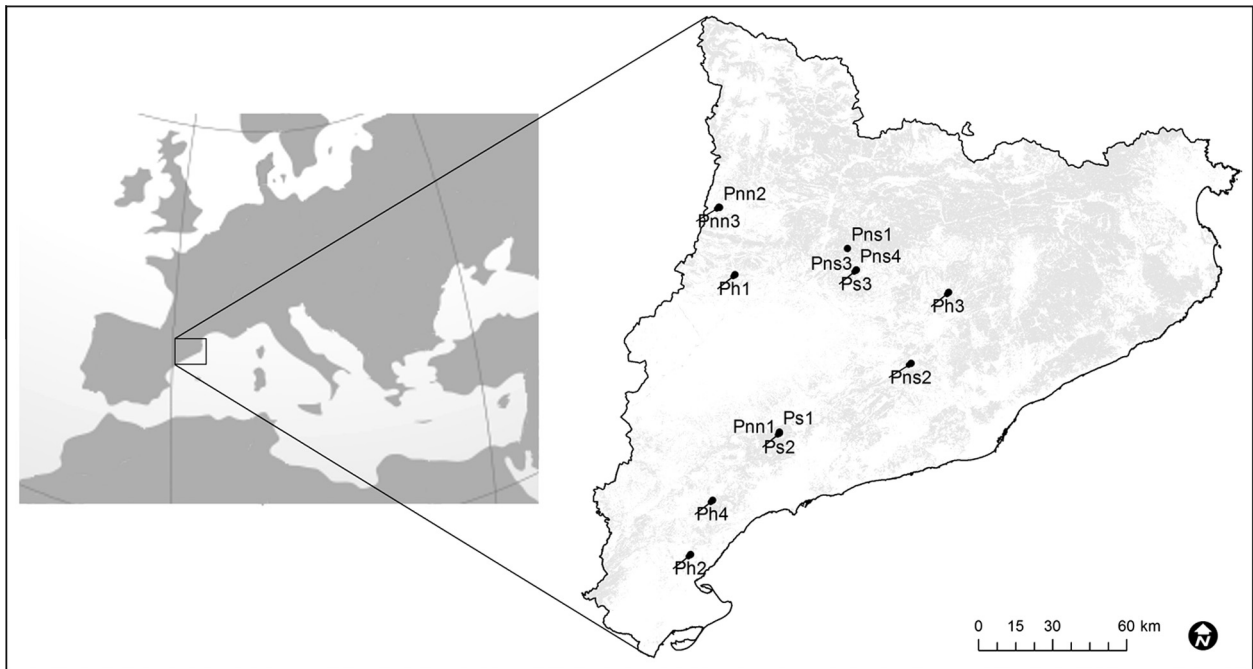 Pnn2
Pnn3
Pns1
Pns3 Pns4
Ps3
Ph1
Ph3
Pns2
Pnn1 Ps1
Ps2
Ph4
Ph2
0 15 30 60 km
N